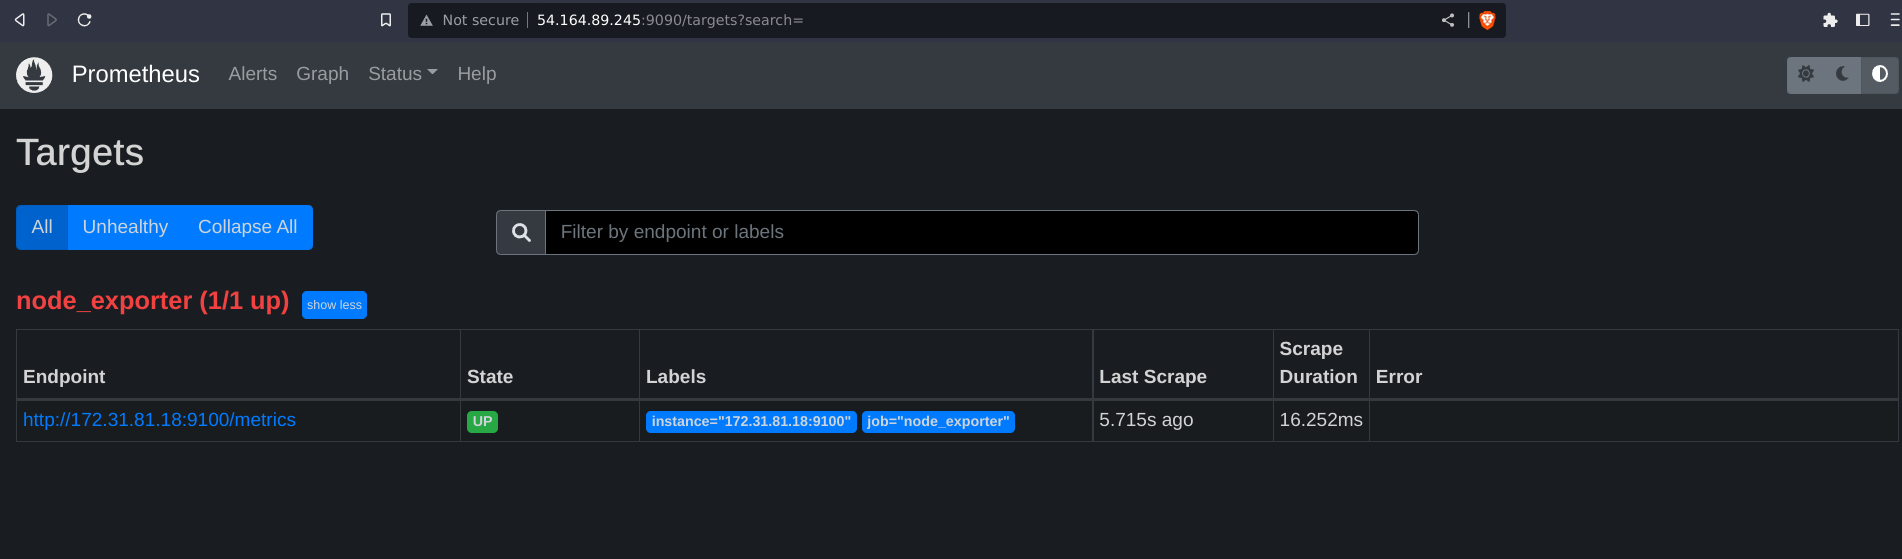 Not secure 54.164.89.245:9090/targets?search=
Prometheus Alerts Graph Status Help
Targets
All Unhealthy Collapse All
Filter by endpoint or labels
node_exporter (1/1 up) show less
Endpoint State Labels Last Scrape Scrape Duration Error
http://172.31.81.18:9100/metrics UP instance="172.31.81.18:9100" job="node_exporter" 5.715s ago 16.252ms